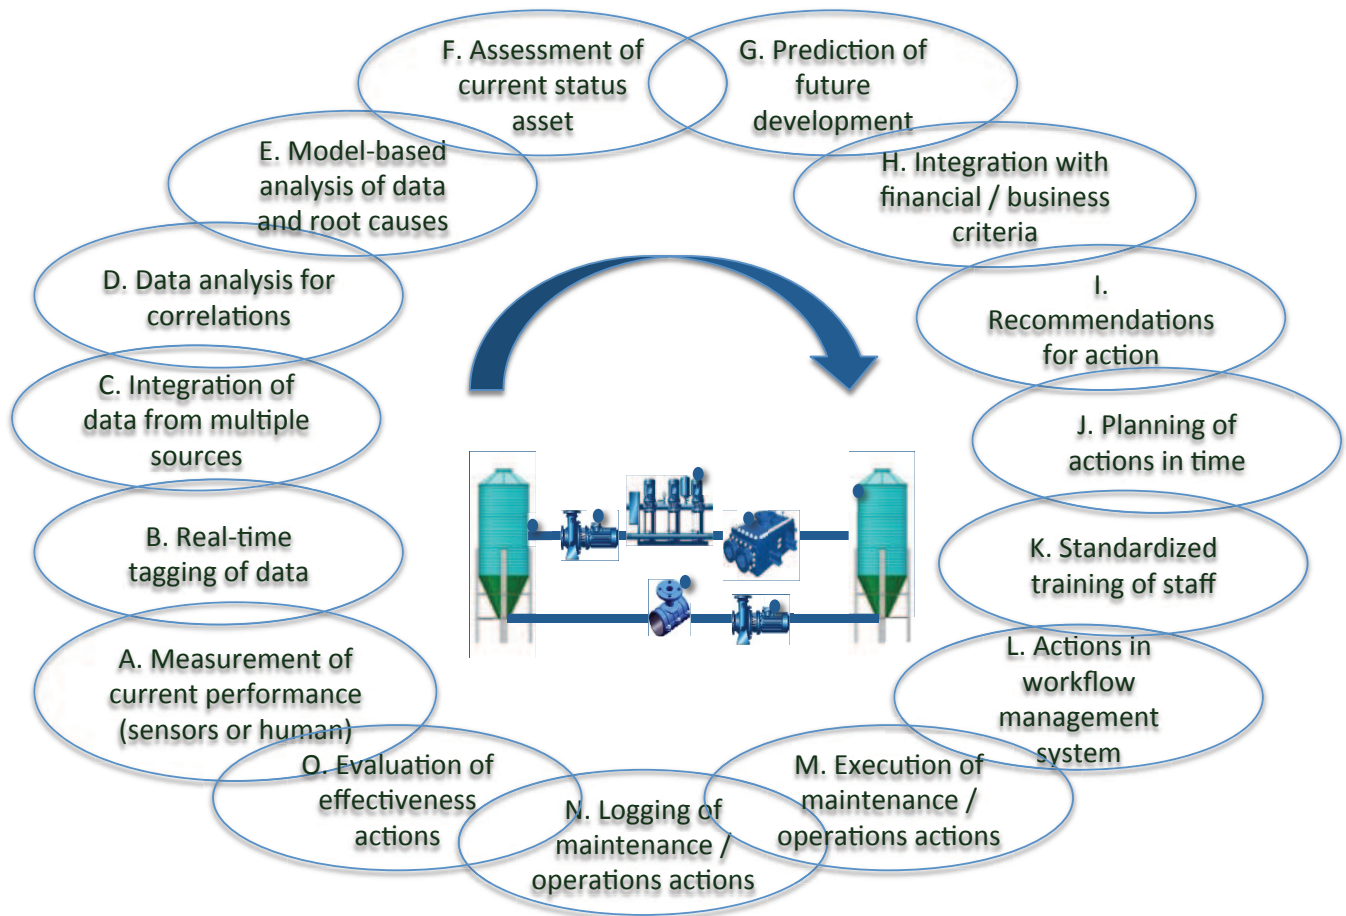 F. Assessment of
current status
asset
G. Prediction of
future
development
E. Model-based
analysis of data
and root causes
H. Integration with
financial / business
criteria
D. Data analysis for
correlations
I.
Recommendations
for action
C. Integration of
data from multiple
sources
J. Planning of
actions in time
B. Real-time
tagging of data
K. Standardized
training of staff
A. Measurement of
current performance
(sensors or human)
L. Actions in
workflow
management
system
O. Evaluation of
effectiveness
actions
M. Execution of
maintenance /
operations actions
N. Logging of
maintenance /
operations actions